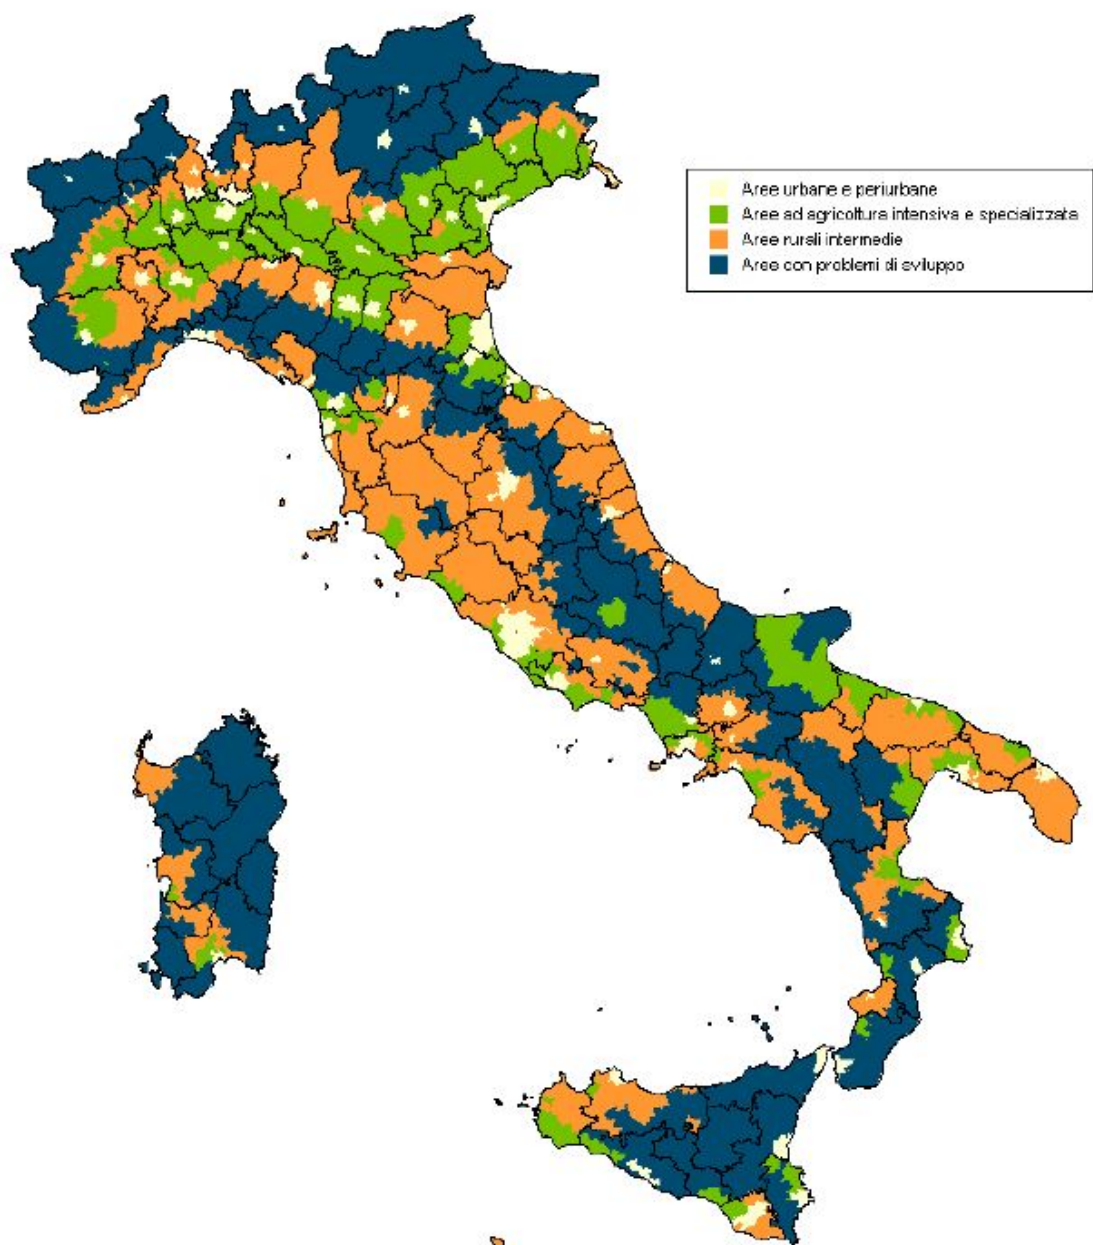 Aree urbane e periurbane
Aree ad agricoltura intensiva e specializzata
Aree rurali intermedie
Aree con problemi di sviluppo